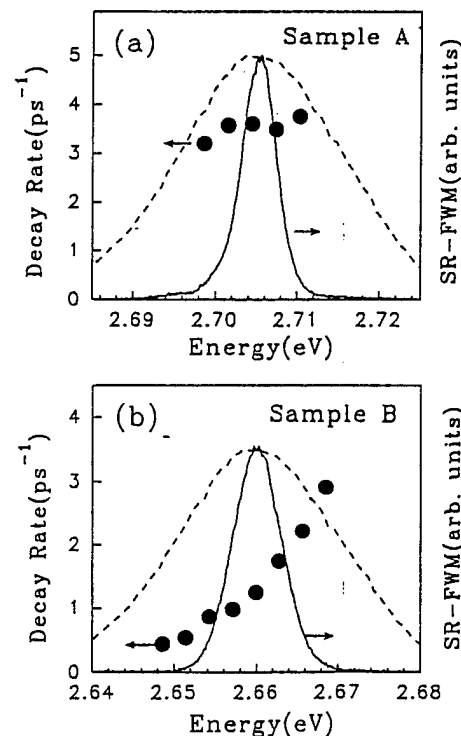 (a) Sample A
5
4
3
2
1
0
Decay Rate(ps⁻¹)
SR-FWM(arb. units)
2.69 2.70 2.71 2.72
Energy(eV)
(b) Sample B
4
3
2
1
0
Decay Rate(ps⁻¹)
SR-FWM(arb. units)
2.64 2.65 2.66 2.67 2.68
Energy(eV)